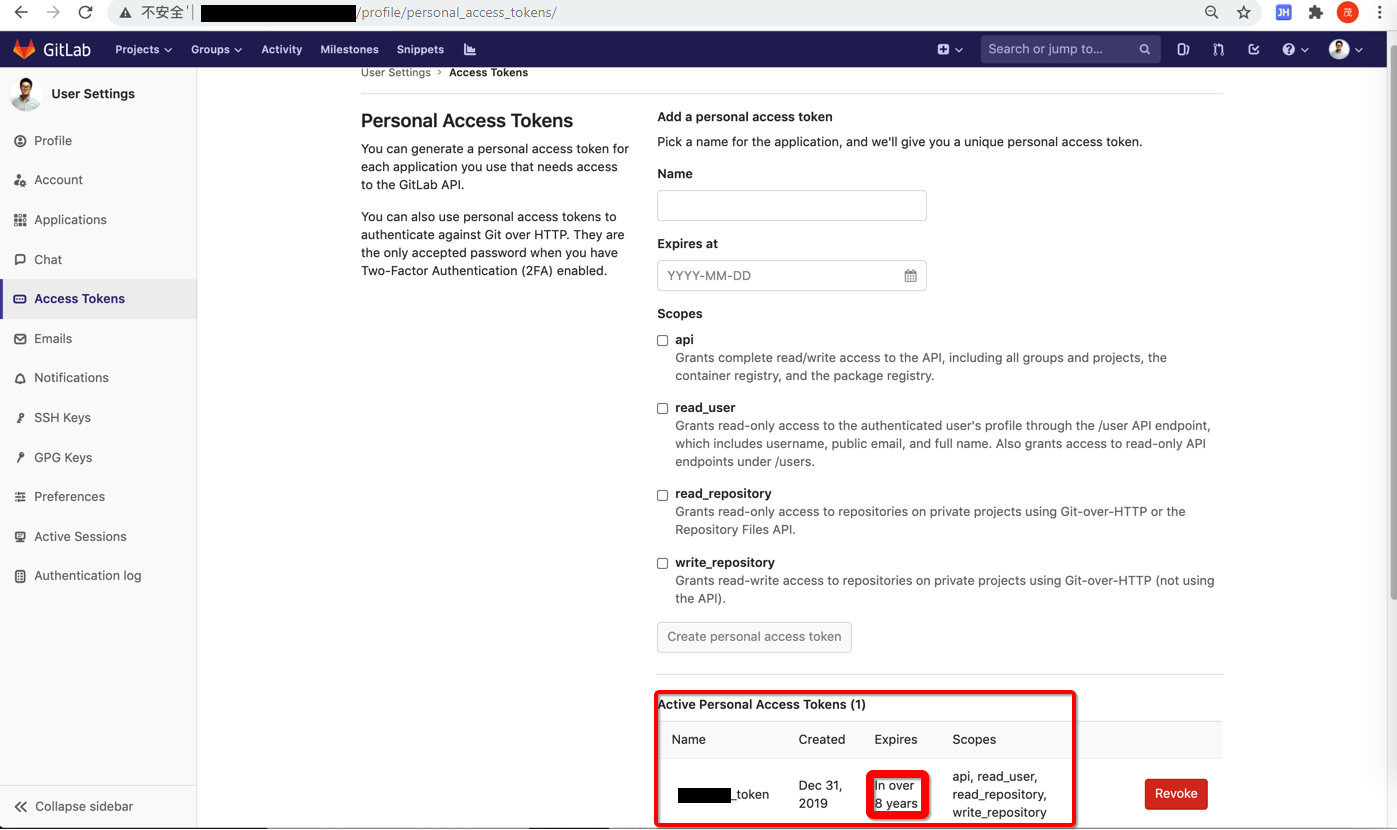 不安全
/profile/personal_access_tokens/
JH
茂
GitLab
Projects
Groups
Activity
Milestones
Snippets
Search or jump to...
User Settings
User Settings > Access Tokens
Profile
Account
Applications
Chat
Access Tokens
Emails
Notifications
SSH Keys
GPG Keys
Preferences
Active Sessions
Authentication log
Collapse sidebar
Personal Access Tokens
You can generate a personal access token for
each application you use that needs access
to the GitLab API.
You can also use personal access tokens to
authenticate against Git over HTTP. They are
the only accepted password when you have
Two-Factor Authentication (2FA) enabled.
Add a personal access token
Pick a name for the application, and we'll give you a unique personal access token.
Name
Expires at
YYYY-MM-DD
Scopes
api
Grants complete read/write access to the API, including all groups and projects, the
container registry, and the package registry.
read_user
Grants read-only access to the authenticated user's profile through the /user API endpoint,
which includes username, public email, and full name. Also grants access to read-only API
endpoints under /users.
read_repository
Grants read-only access to repositories on private projects using Git-over-HTTP or the
Repository Files API.
write_repository
Grants read-write access to repositories on private projects using Git-over-HTTP (not using
the API).
Create personal access token
Active Personal Access Tokens (1)
Name Created Expires Scopes
_token
Dec 31,
2019
In over
8 years
api, read_user,
read_repository,
write_repository
Revoke